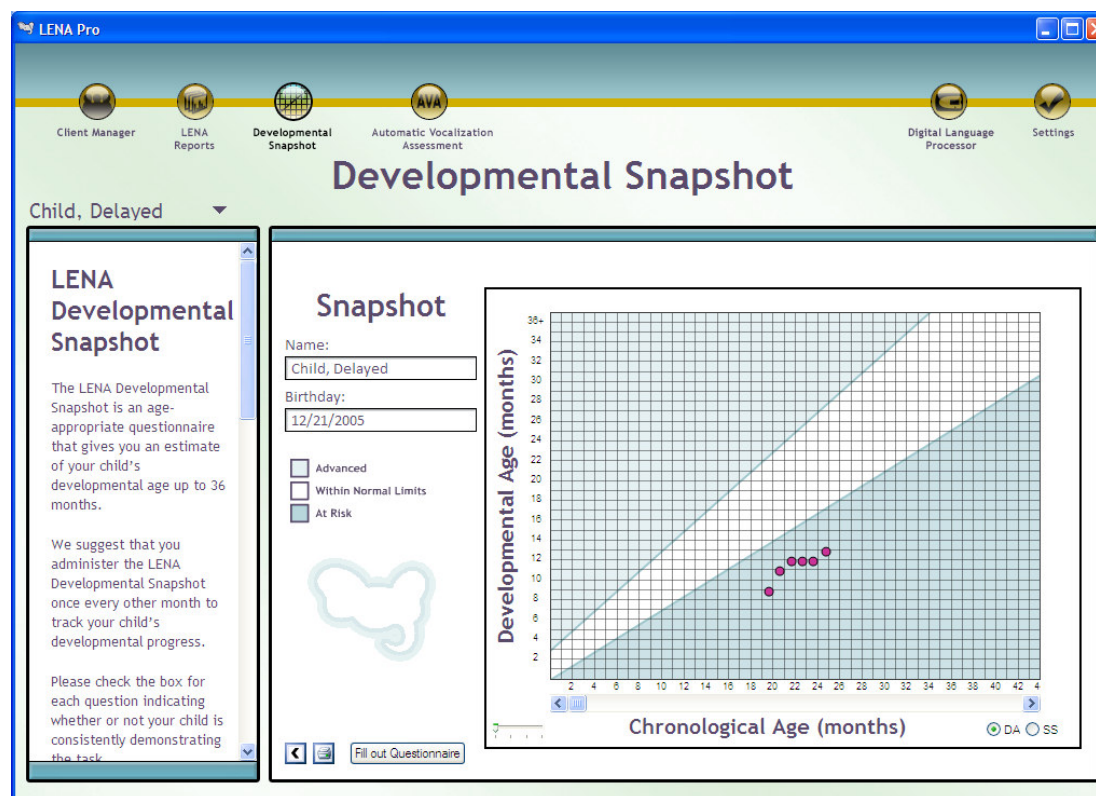 LENA Pro
Client Manager
LENA
Reports
Developmental
Snapshot
AVA
Automatic Vocalization
Assessment
Digital Language
Processor
Settings
Developmental Snapshot
Child, Delayed
LENA
Developmental
Snapshot
The LENA Developmental
Snapshot is an age-
appropriate questionnaire
that gives you an estimate
of your child's
developmental age up to 36
months.
We suggest that you
administer the LENA
Developmental Snapshot
once every other month to
track your child's
developmental progress.
Please check the box for
each question indicating
whether or not your child is
consistently demonstrating
the task
Snapshot
Name:
Child, Delayed
Birthday:
12/21/2005
Advanced
Within Normal Limits
At Risk
Fill out Questionnaire
Developmental Age (months)
36+
34
32
30
28
26
24
22
20
18
16
14
12
10
8
6
4
2
2 4 6 8 10 12 14 16 18 20 22 24 26 28 30 32 34 36 38 40 42 4
Chronological Age (months)
DA SS